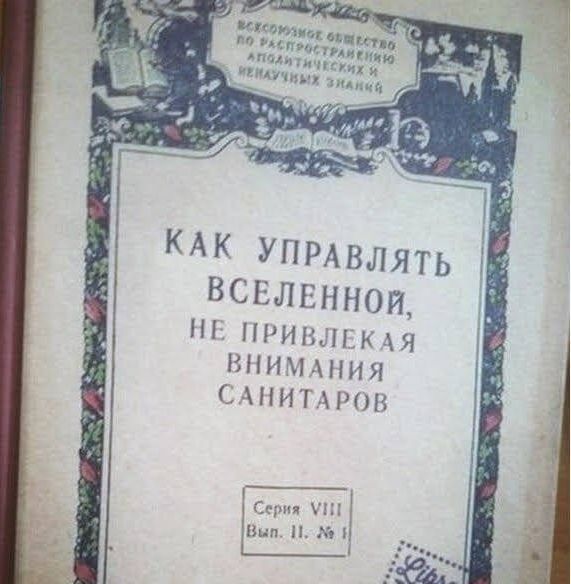 ВСЕСОЮЗНОЕ ОБЩЕСТВО
ПО РАСПРОСТРАНЕНИЮ
АПОЛИТИЧЕСКИХ И
НЕНАУЧНЫХ ЗНАНИЙ
КАК УПРАВЛЯТЬ
ВСЕЛЕННОЙ,
НЕ ПРИВЛЕКАЯ
ВНИМАНИЯ
САНИТАРОВ
Серия VIII
Вып. II. № 1